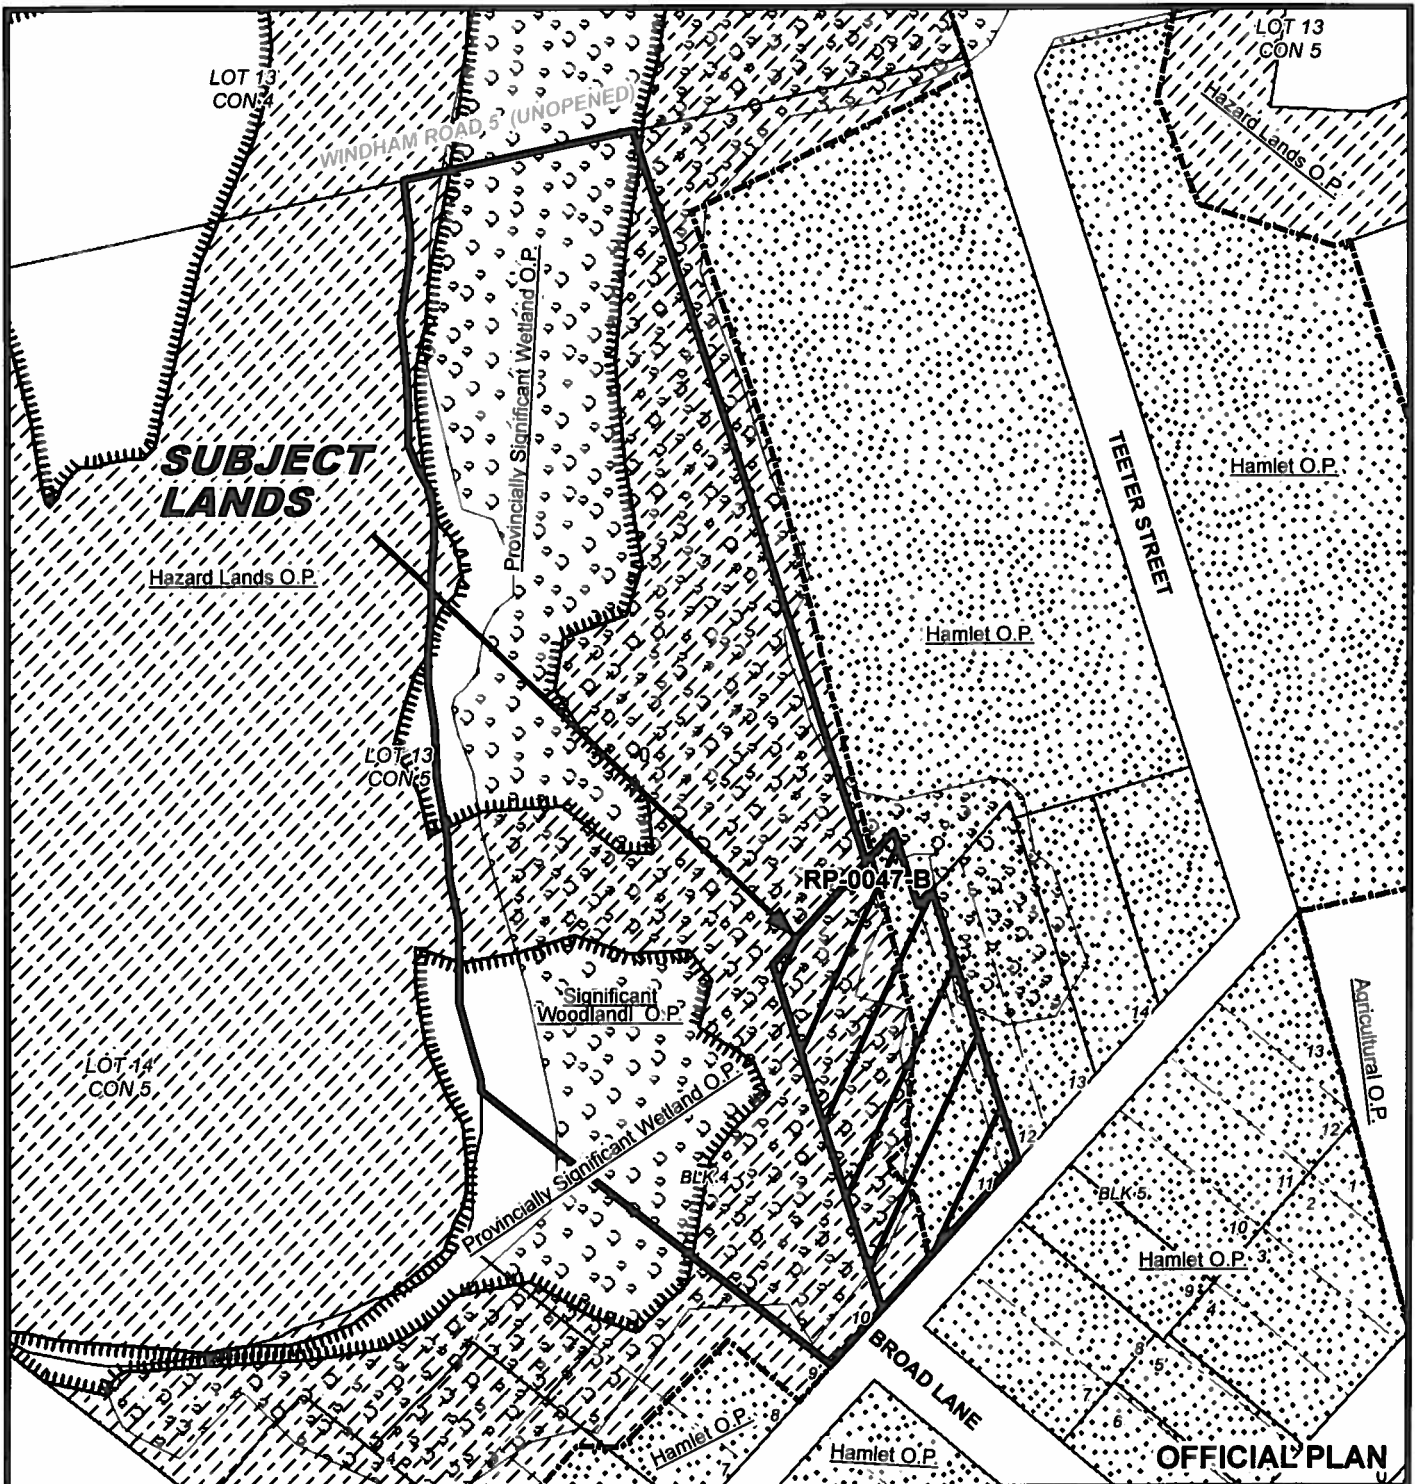 LOT 13
CON 5
LOT 13
CON 4
WINDHAM ROAD 5 (UNOPENED)
Hazard Lands O.P.
Provincially Significant Wetland O.P.
SUBJECT
LANDS
TEETER STREET
Hamlet O.P.
Hazard Lands O.P.
Hamlet O.P.
LOT 13
CON 5
RP-0047-B
Significant
Woodland O.P.
Agricultural O.P.
14
LOT 14
CON 5
Provincially Significant Wetland O.P.
13
13
12
12
BLK 4
11
11
1
BLK 5
2
10
3
Hamlet O.P.
9
4
10
BROAD LANE
8
5
9
7
6
8
Hamlet O.P.
7
Hamlet O.P.
OFFICIAL PLAN